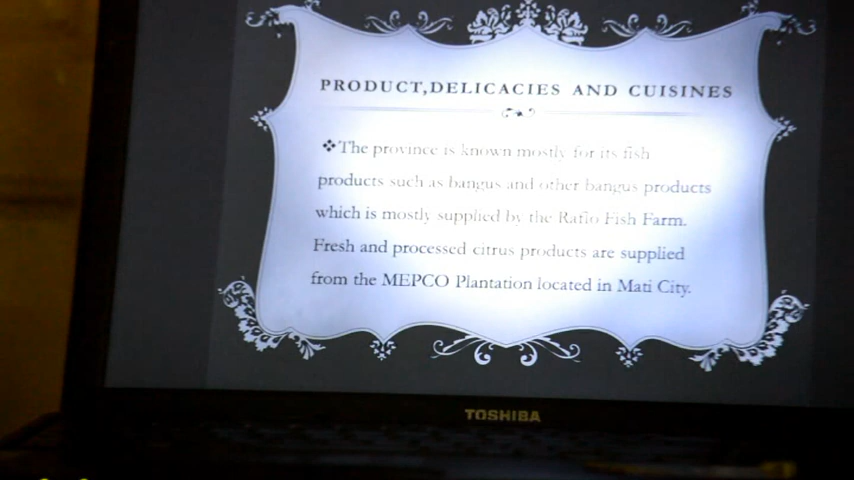 PRODUCT,DELICACIES AND CUISINES
❖The province is known mostly for its fish
products such as bangus and other bangus products
which is mostly supplied by the Raflo Fish Farm.
Fresh and processed citrus products are supplied
from the MEPCO Plantation located in Mati City.
TOSHIBA